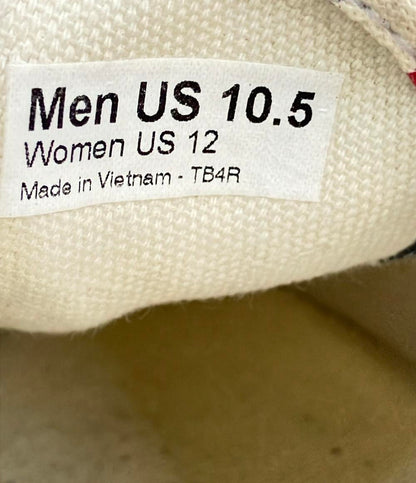 Men US 10.5
Women US 12
Made in Vietnam - TB4R